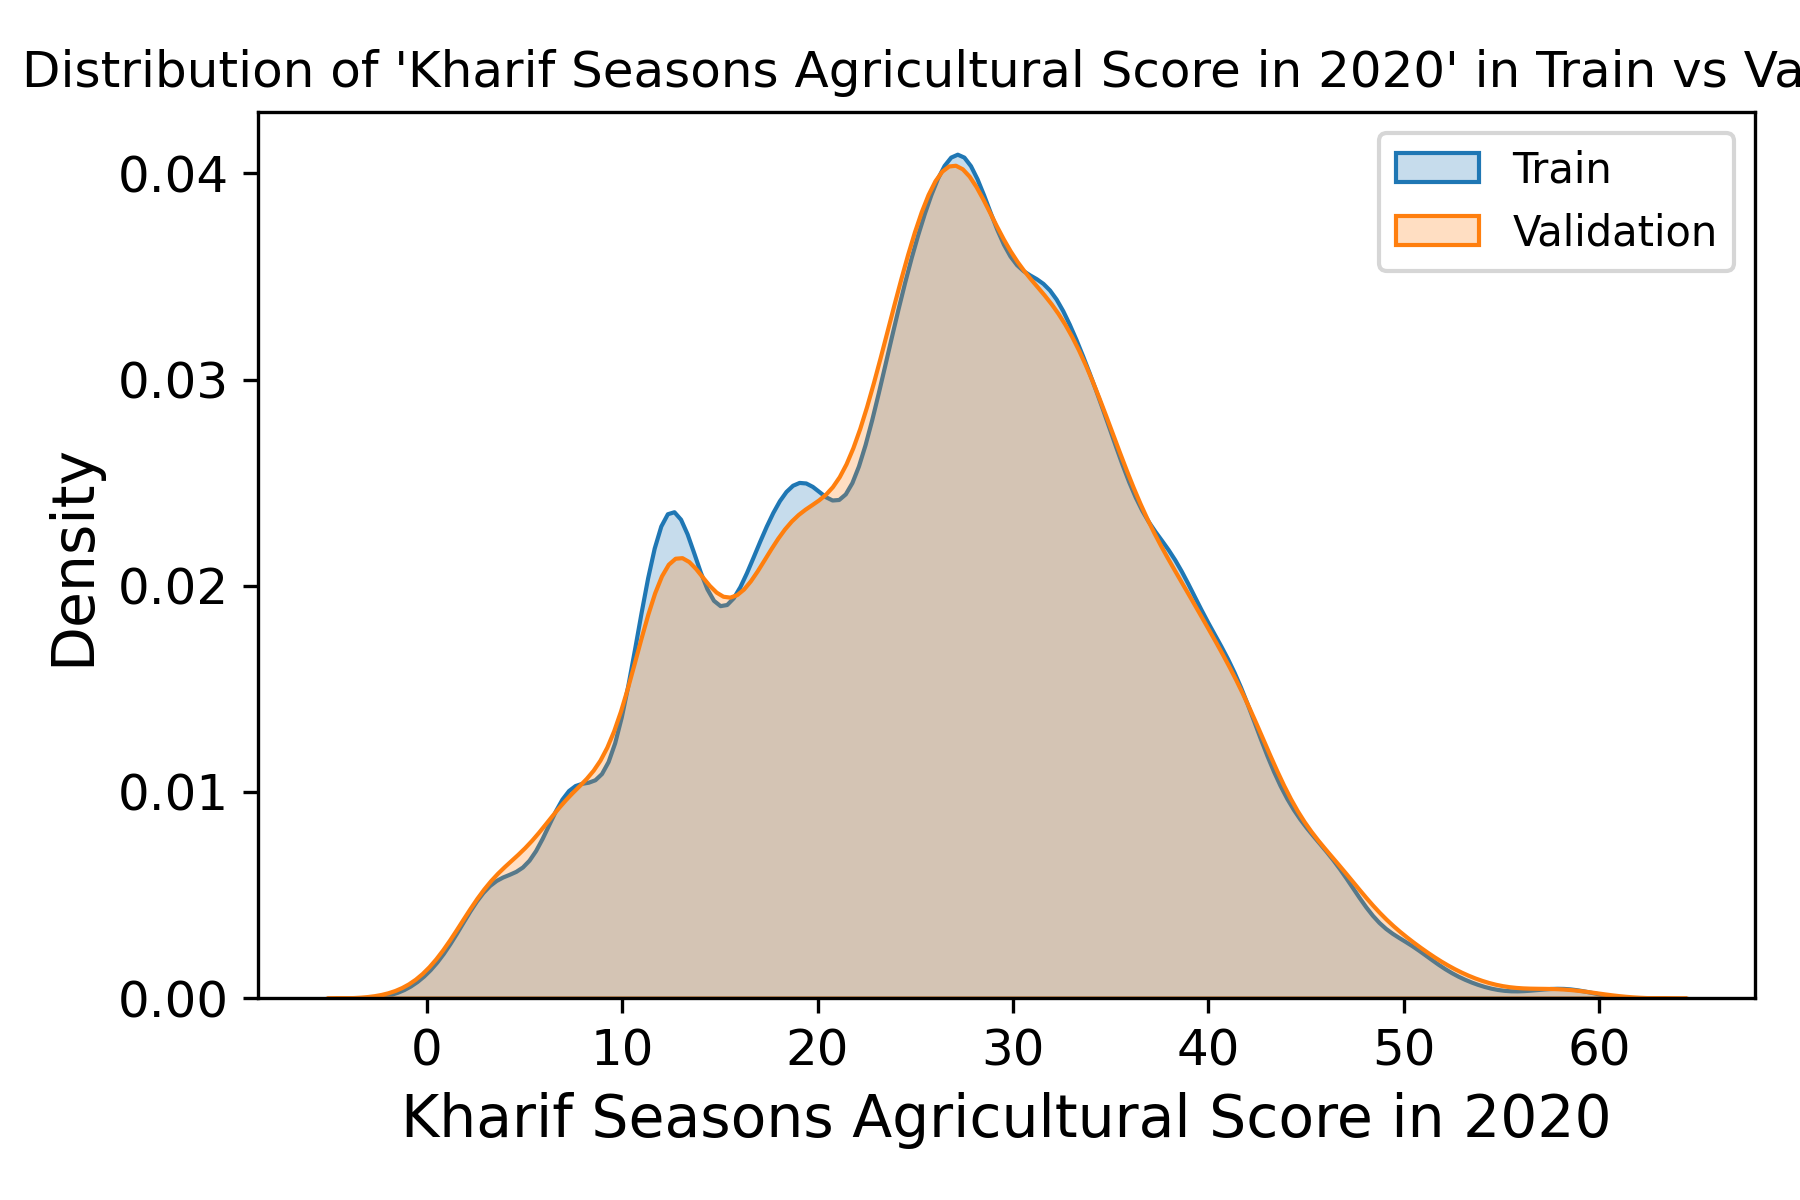 Distribution of 'Kharif Seasons Agricultural Score in 2020' in Train vs Va
Train
Validation
0.04
0.03
0.02
0.01
0.00
Density
0 10 20 30 40 50 60
Kharif Seasons Agricultural Score in 2020